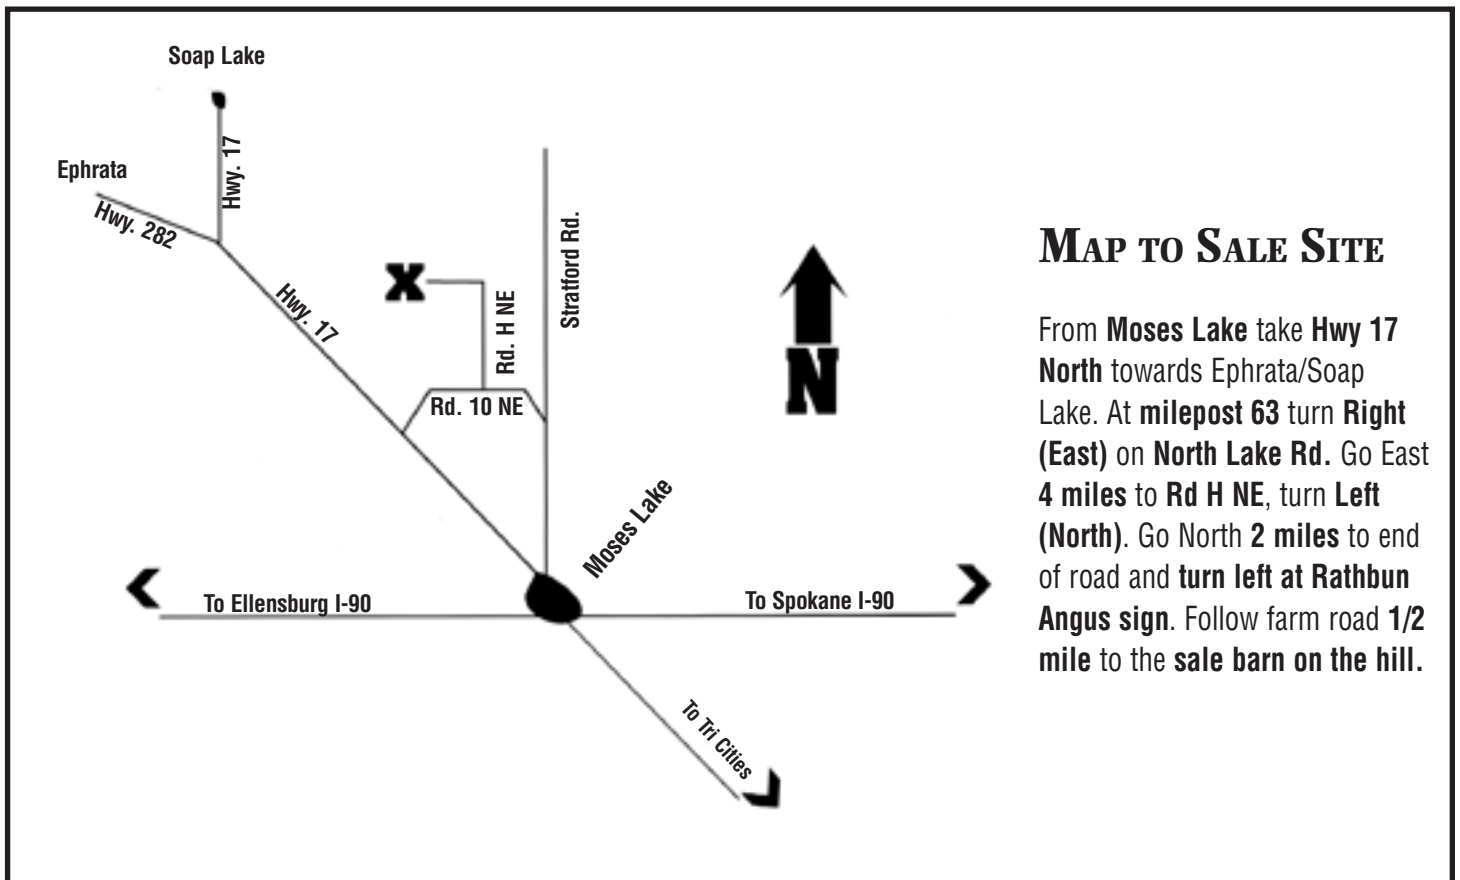 Soap Lake
Hwy. 17
Ephrata
Hwy. 282
Hwy. 17
Rd. H NE
Stratford Rd.
X
Rd. 10 NE
N
Moses Lake
To Ellensburg I-90
To Spokane I-90
To Tri Cities
Map to Sale Site
From Moses Lake take Hwy 17
North towards Ephrata/Soap
Lake. At milepost 63 turn Right
(East) on North Lake Rd. Go East
4 miles to Rd H NE, turn Left
(North). Go North 2 miles to end
of road and turn left at Rathbun
Angus sign. Follow farm road 1/2
mile to the sale barn on the hill.